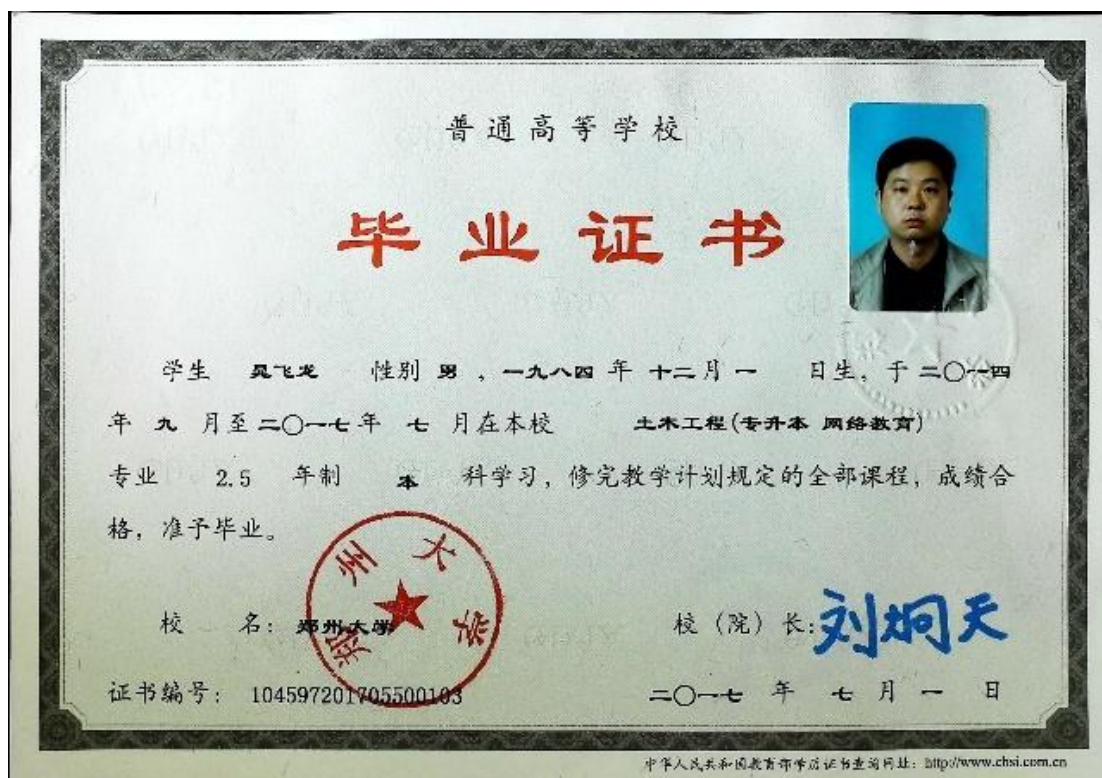 普通高等学校
毕业证书
学生 晁飞龙 性别 男 ，一九八四 年 十二月 一 日生，于 二〇一四
年 九 月至 二〇一七年 七 月在本校 土木工程(专升本 网络教育)
专业 2.5 年制 本 科学习，修完教学计划规定的全部课程，成绩合
格，准予毕业。
郑州大学
校 名：郑州大学 校（院）长：刘炯天
证书编号：104597201705500103 二〇一七 年 七 月 一 日
中华人民共和国教育部学历证书查询网址：http://www.chsi.com.cn